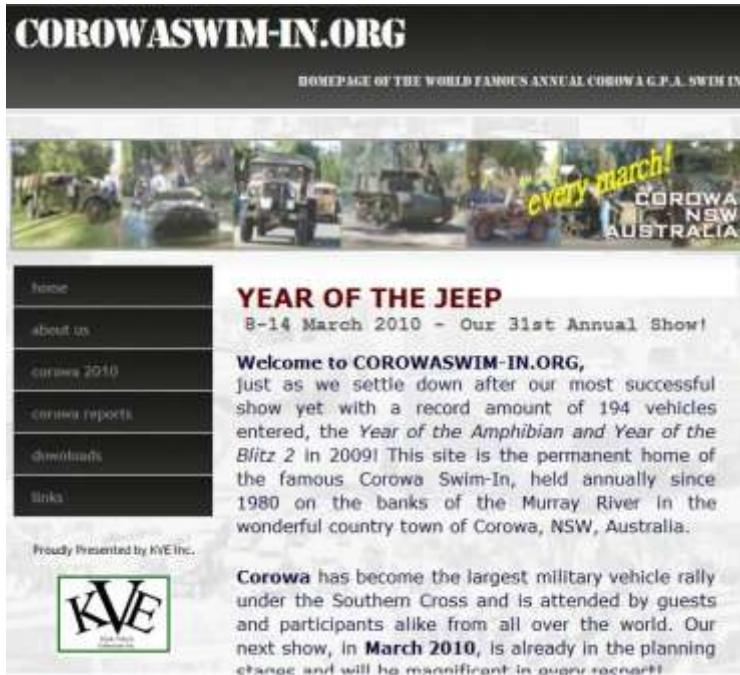 COROWASWIM-IN.ORG
HOMEPAGE OF THE WORLD FAMOUS ANNUAL COROWA G.P.A. SWIM IN
every march!
COROWA
NSW
AUSTRALIA
home
about us
corowa 2010
corowa reports
downloads
links
Proudly Presented by KVE Inc.
KVE
YEAR OF THE JEEP
8-14 March 2010 - Our 31st Annual Show!
Welcome to COROWASWIM-IN.ORG,
just as we settle down after our most successful
show yet with a record amount of 194 vehicles
entered, the Year of the Amphibian and Year of the
Blitz 2 in 2009! This site is the permanent home of
the famous Corowa Swim-In, held annually since
1980 on the banks of the Murray River in the
wonderful country town of Corowa, NSW, Australia.
Corowa has become the largest military vehicle rally
under the Southern Cross and is attended by guests
and participants alike from all over the world. Our
next show, in March 2010, is already in the planning
stages and will be magnificent in every respect!